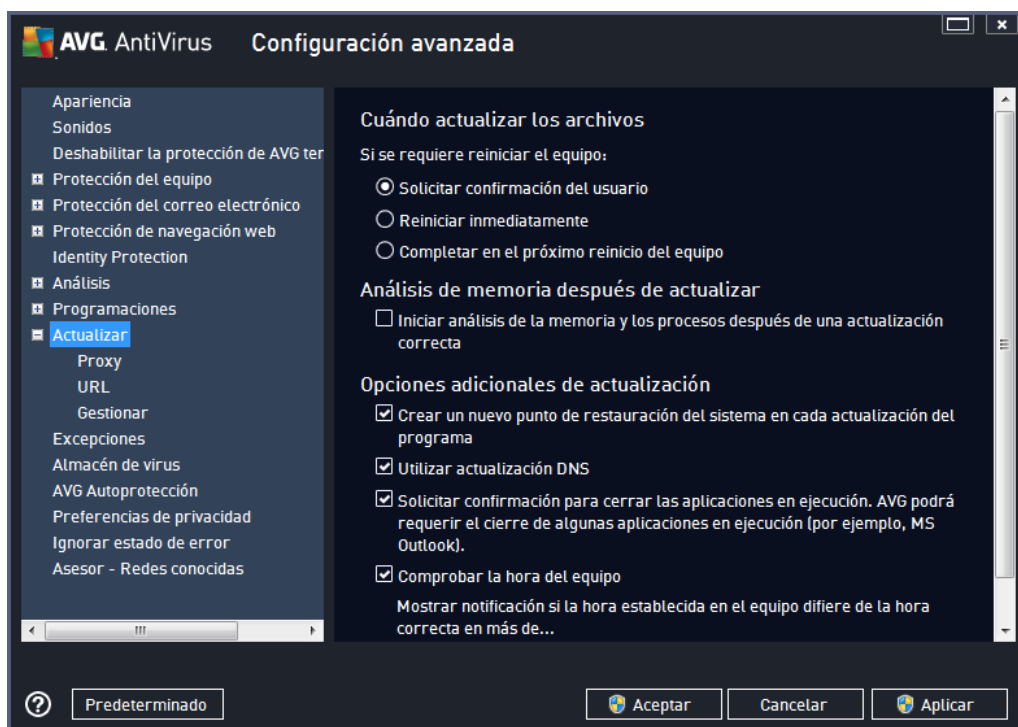 AVG. AntiVirus
Configuración avanzada
Apariencia
Sonidos
Deshabilitar la protección de AVG ter
Protección del equipo
Protección del correo electrónico
Protección de navegación web
Identity Protection
Análisis
Programaciones
Actualizar
Proxy
URL
Gestionar
Excepciones
Almacén de virus
AVG Autoprotección
Preferencias de privacidad
Ignorar estado de error
Asesor - Redes conocidas
Cuándo actualizar los archivos
Si se requiere reiniciar el equipo:
Solicitar confirmación del usuario
Reiniciar inmediatamente
Completar en el próximo reinicio del equipo
Análisis de memoria después de actualizar
Iniciar análisis de la memoria y los procesos después de una actualización
correcta
Opciones adicionales de actualización
Crear un nuevo punto de restauración del sistema en cada actualización del
programa
Utilizar actualización DNS
Solicitar confirmación para cerrar las aplicaciones en ejecución. AVG podrá
requerir el cierre de algunas aplicaciones en ejecución (por ejemplo, MS
Outlook).
Comprobar la hora del equipo
Mostrar notificación si la hora establecida en el equipo difiere de la hora
correcta en más de...
Predeterminado
Aceptar
Cancelar
Aplicar